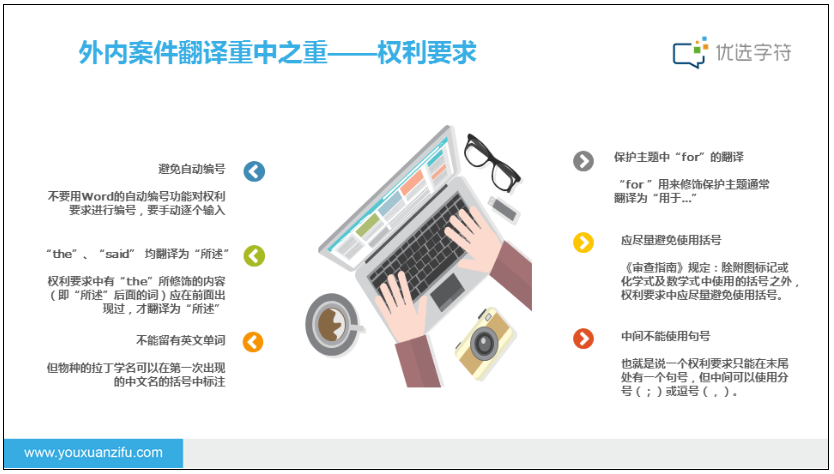 外内案件翻译重中之重——权利要求
优选字符
避免自动编号
不要用Word的自动编号功能对权利
要求进行编号，要手动逐个输入
“the”、“said” 均翻译为“所述”
权利要求中有“the”所修饰的内容
（即“所述”后面的词）应在前面出
现过，才翻译为“所述”
不能留有英文单词
但物种的拉丁学名可以在第一次出现
的中文名的括号中标注
保护主题中“for”的翻译
“for ”用来修饰保护主题通常
翻译为“用于...”
应尽量避免使用括号
《审查指南》规定：除附图标记或
化学式及数学式中使用的括号之外，
权利要求中应尽量避免使用括号。
中间不能使用句号
也就是说一个权利要求只能在末尾
处有一个句号，但中间可以使用分
号（；）或逗号（，）。
www.youxuanzifu.com